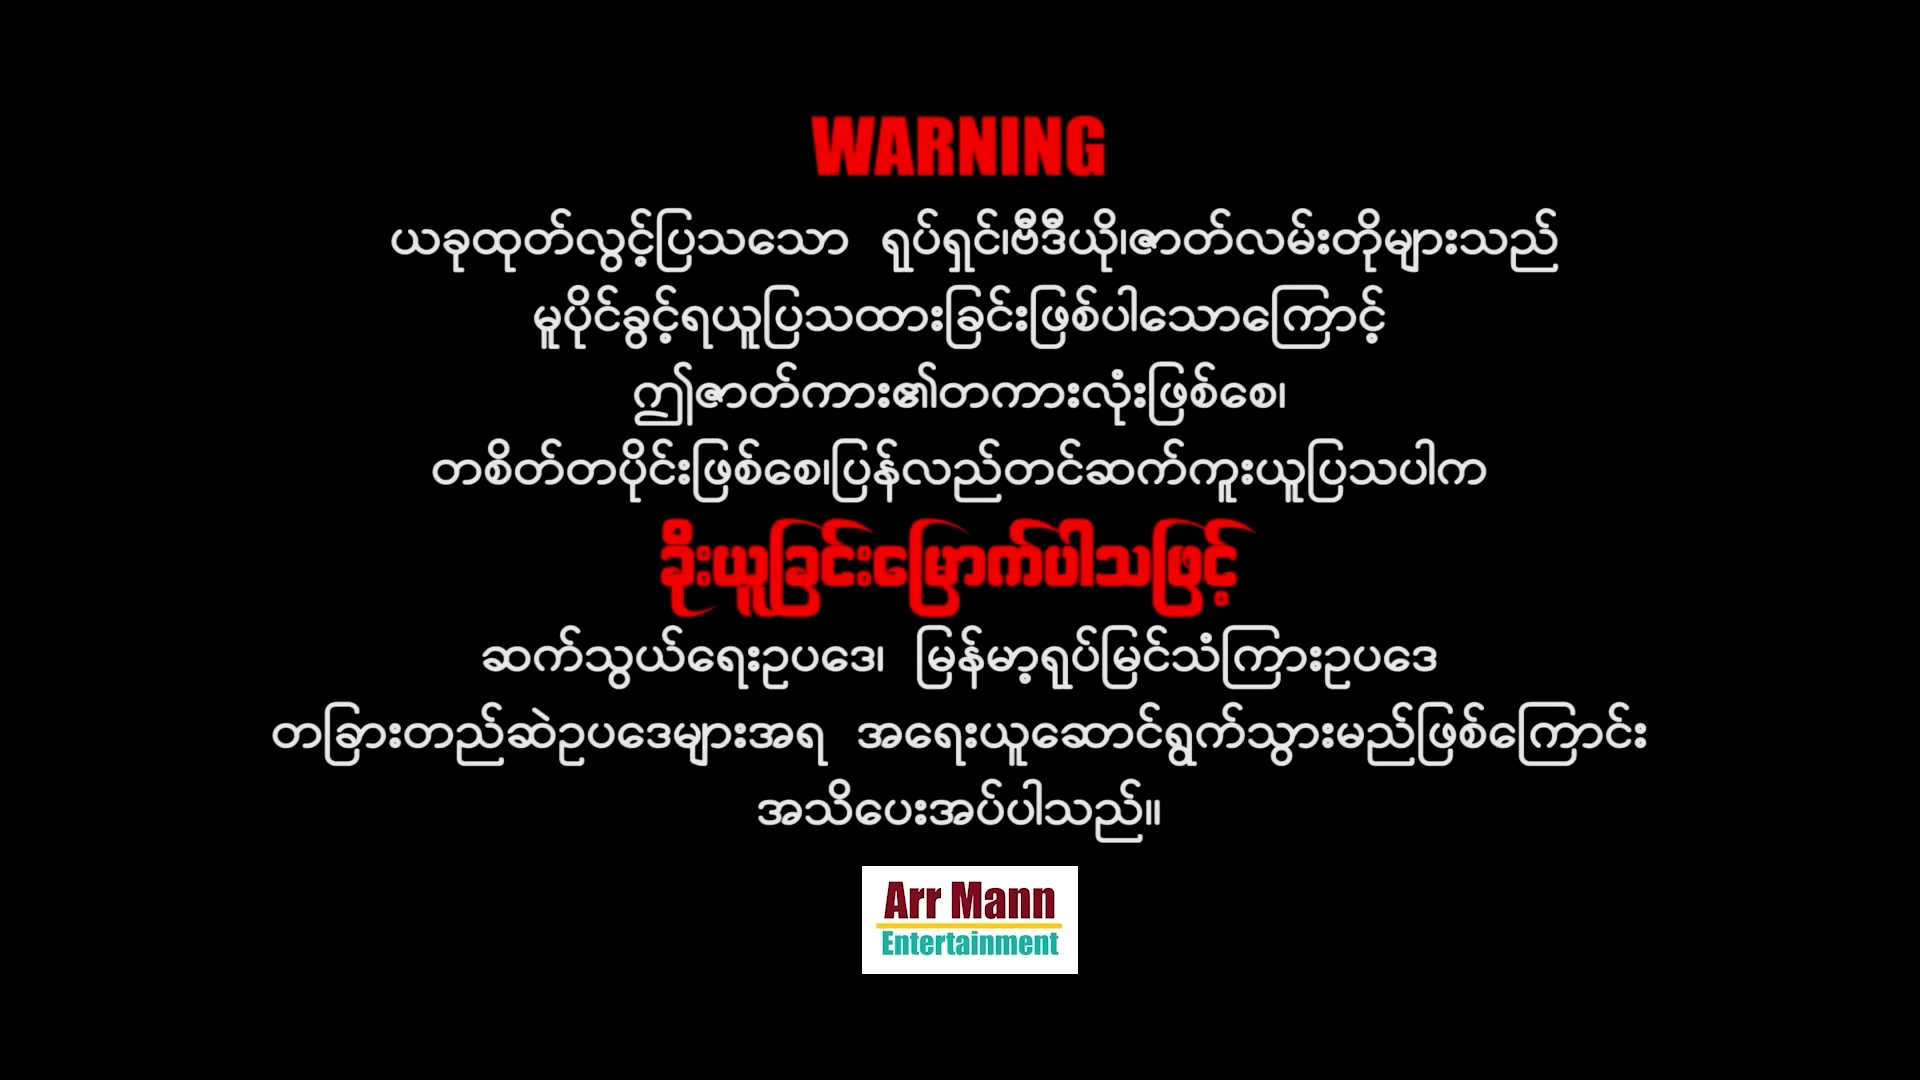 WARNING
ယခုထုတ်လွှင့်ပြသသော ရုပ်ရှင်၊ဗီဒီယို၊ဇာတ်လမ်းတိုများသည်
မူပိုင်ခွင့်ရယူပြသထားခြင်းဖြစ်ပါသောကြောင့်
ဤဇာတ်ကား၏တကားလုံးဖြစ်စေ၊
တစိတ်တပိုင်းဖြစ်စေ၊ပြန်လည်တင်ဆက်ကူးယူပြသပါက
ခိုးယူခြင်းမြောက်ပါသဖြင့်
ဆက်သွယ်ရေးဥပဒေ၊ မြန်မာ့ရုပ်မြင်သံကြားဥပဒေ
တခြားတည်ဆဲဥပဒေများအရ အရေးယူဆောင်ရွက်သွားမည်ဖြစ်ကြောင်း
အသိပေးအပ်ပါသည်။
Arr Mann
Entertainment